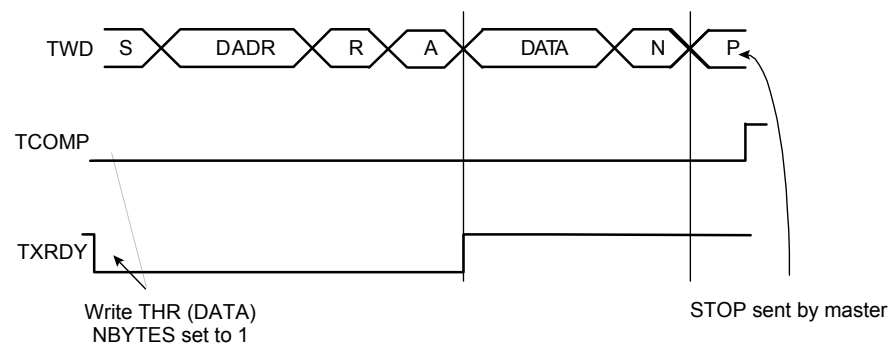 TWD S DADR R A DATA N P
TCOMP
TXRDY
Write THR (DATA)
NBYTES set to 1
STOP sent by master